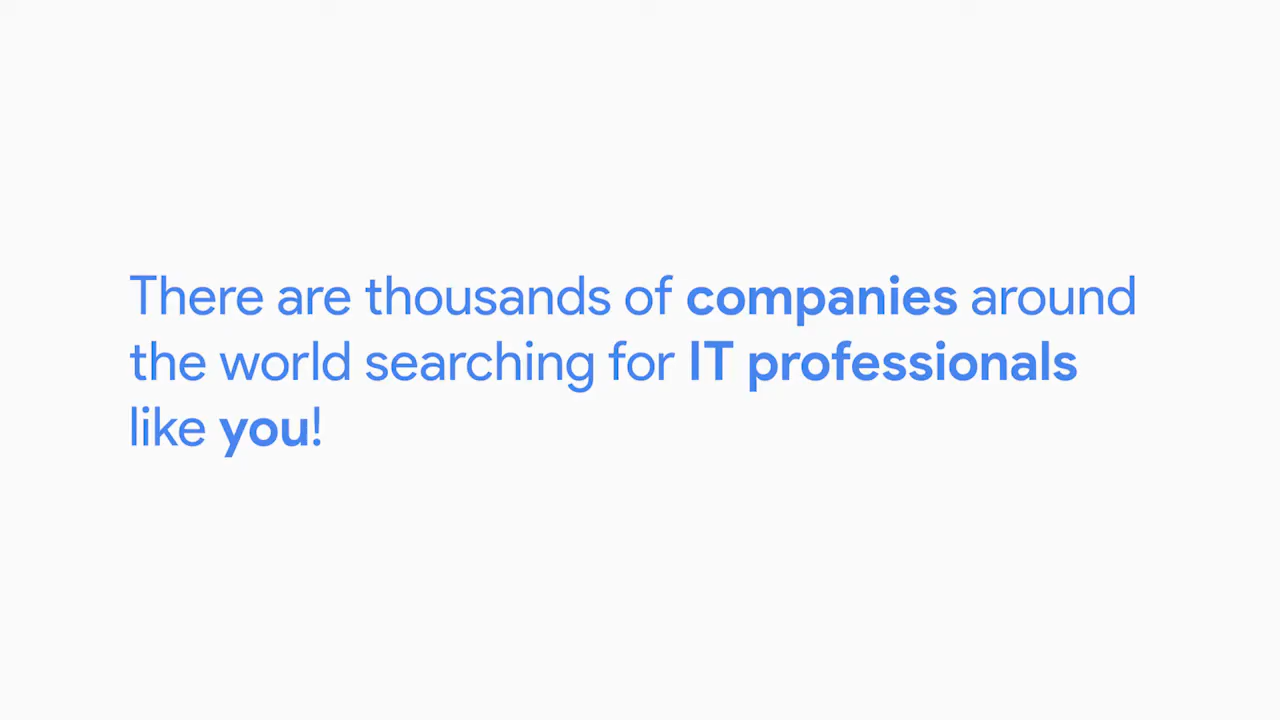 There are thousands of companies around
the world searching for IT professionals
like you!